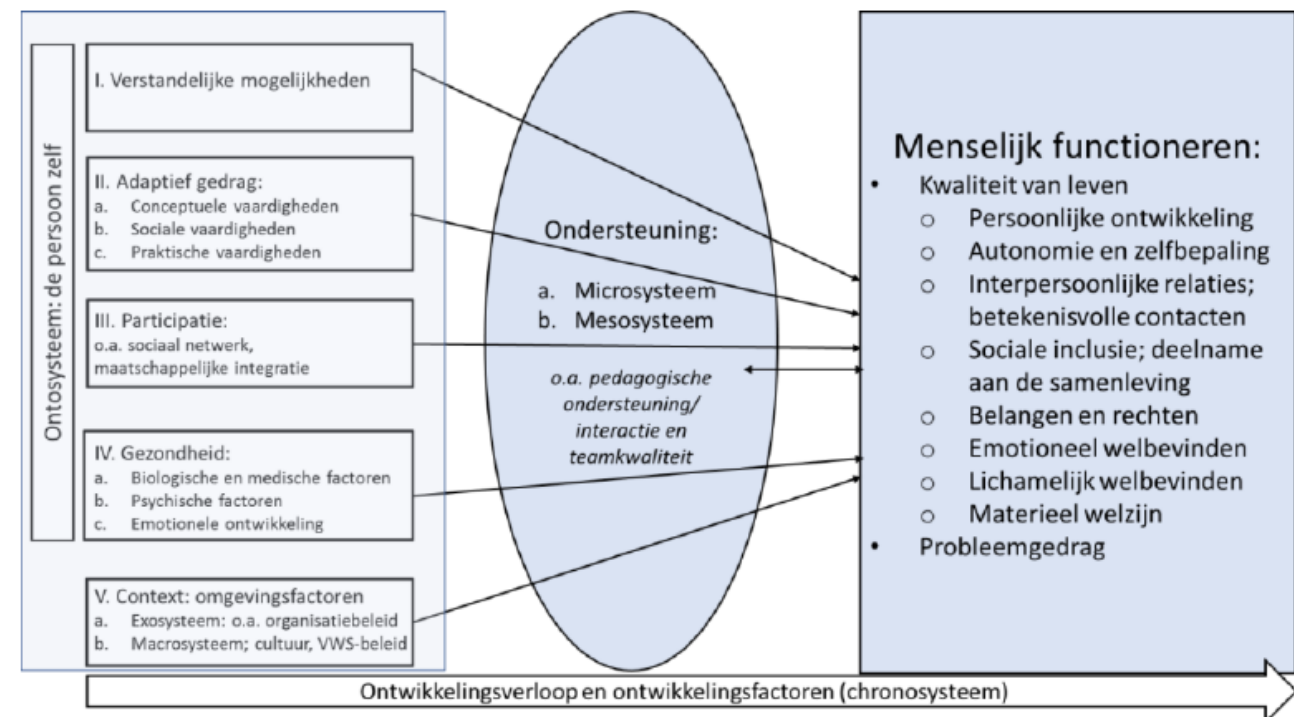 Ontosysteem: de persoon zelf
I. Verstandelijke mogelijkheden
II. Adaptief gedrag:
a. Conceptuele vaardigheden
b. Sociale vaardigheden
c. Praktische vaardigheden
III. Participatie:
o.a. sociaal netwerk,
maatschappelijke integratie
IV. Gezondheid:
a. Biologische en medische factoren
b. Psychische factoren
c. Emotionele ontwikkeling
V. Context: omgevingsfactoren
a. Exosysteem: o.a. organisatiebeleid
b. Macrosysteem; cultuur, VWS-beleid
Ondersteuning:
a. Microsysteem
b. Mesosysteem
o.a. pedagogische
ondersteuning/
interactie en
teamkwaliteit
Menselijk functioneren:
• Kwaliteit van leven
o Persoonlijke ontwikkeling
o Autonomie en zelfbepaling
o Interpersoonlijke relaties;
betekenisvolle contacten
o Sociale inclusie; deelname
aan de samenleving
o Belangen en rechten
o Emotioneel welbevinden
o Lichamelijk welbevinden
o Materieel welzijn
• Probleemgedrag
Ontwikkelingsverloop en ontwikkelingsfactoren (chronosysteem)